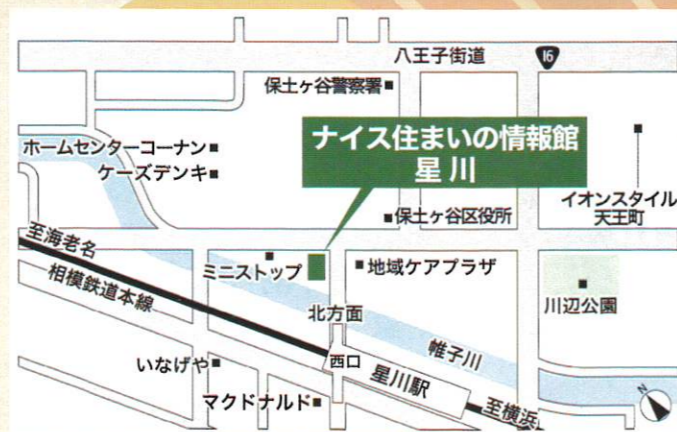 八王子街道
16
保土ヶ谷警察署
ホームセンターコーナン
ケーズデンキ
ナイス住まいの情報館
星川
イオンスタイル
天王町
保土ヶ谷区役所
至海老名
相模鉄道本線
ミニストップ
地域ケアプラザ
川辺公園
北方面
帷子川
いなげや
西口
星川駅
マクドナルド
至横浜
N